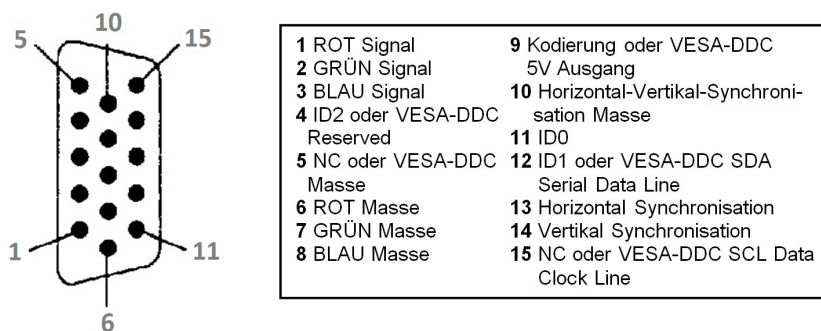 10
5
15
1
11
6
1 ROT Signal
2 GRÜN Signal
3 BLAU Signal
4 ID2 oder VESA-DDC
Reserved
5 NC oder VESA-DDC
Masse
6 ROT Masse
7 GRÜN Masse
8 BLAU Masse
9 Kodierung oder VESA-DDC
5V Ausgang
10 Horizontal-Vertikal-Synchroni-
sation Masse
11 ID0
12 ID1 oder VESA-DDC SDA
Serial Data Line
13 Horizontal Synchronisation
14 Vertikal Synchronisation
15 NC oder VESA-DDC SCL Data
Clock Line